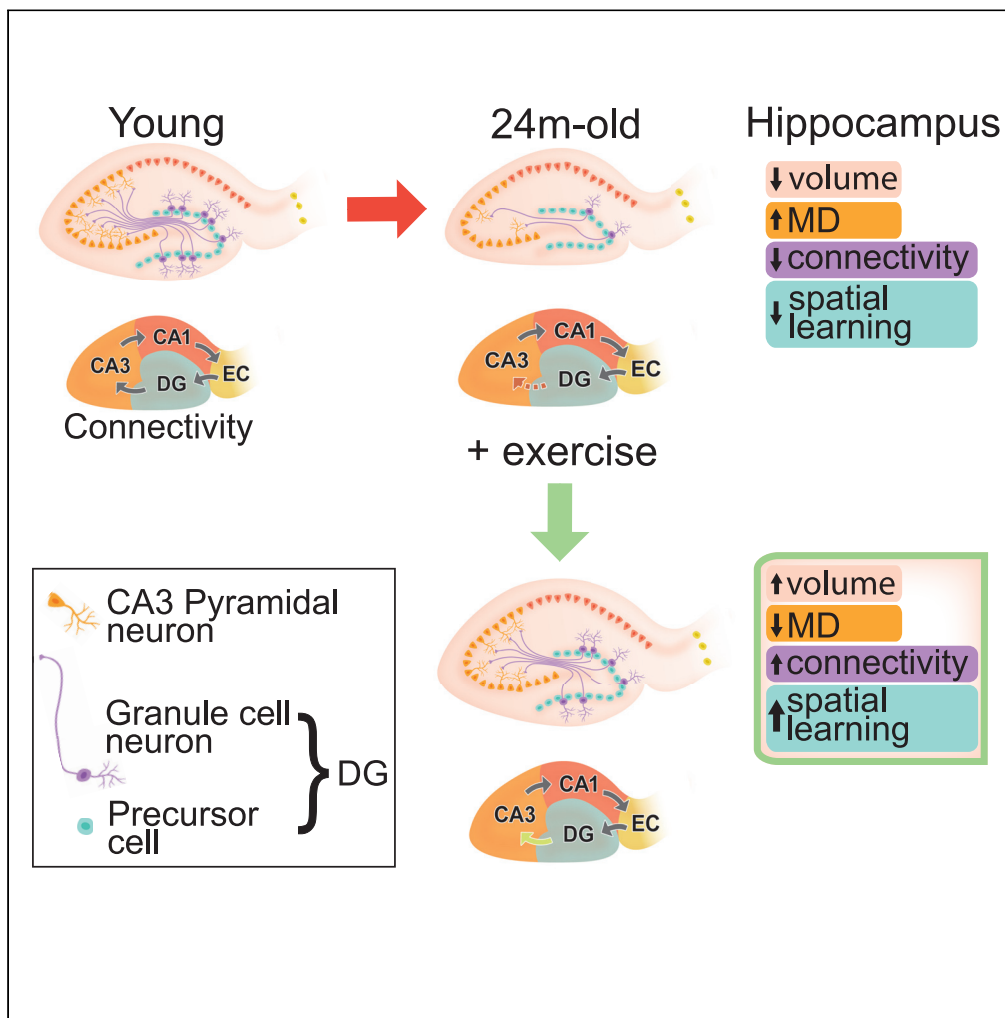 Young
24m-old
Hippocampus
↓ volume
↑ MD
↓ connectivity
↓ spatial
learning
CA1
CA3
DG
EC
Connectivity
CA1
CA3
DG
EC
+ exercise
CA3 Pyramidal
neuron
Granule cell
neuron
Precursor
cell
} DG
↑ volume
↓ MD
↑ connectivity
↑ spatial
learning
CA1
CA3
DG
EC